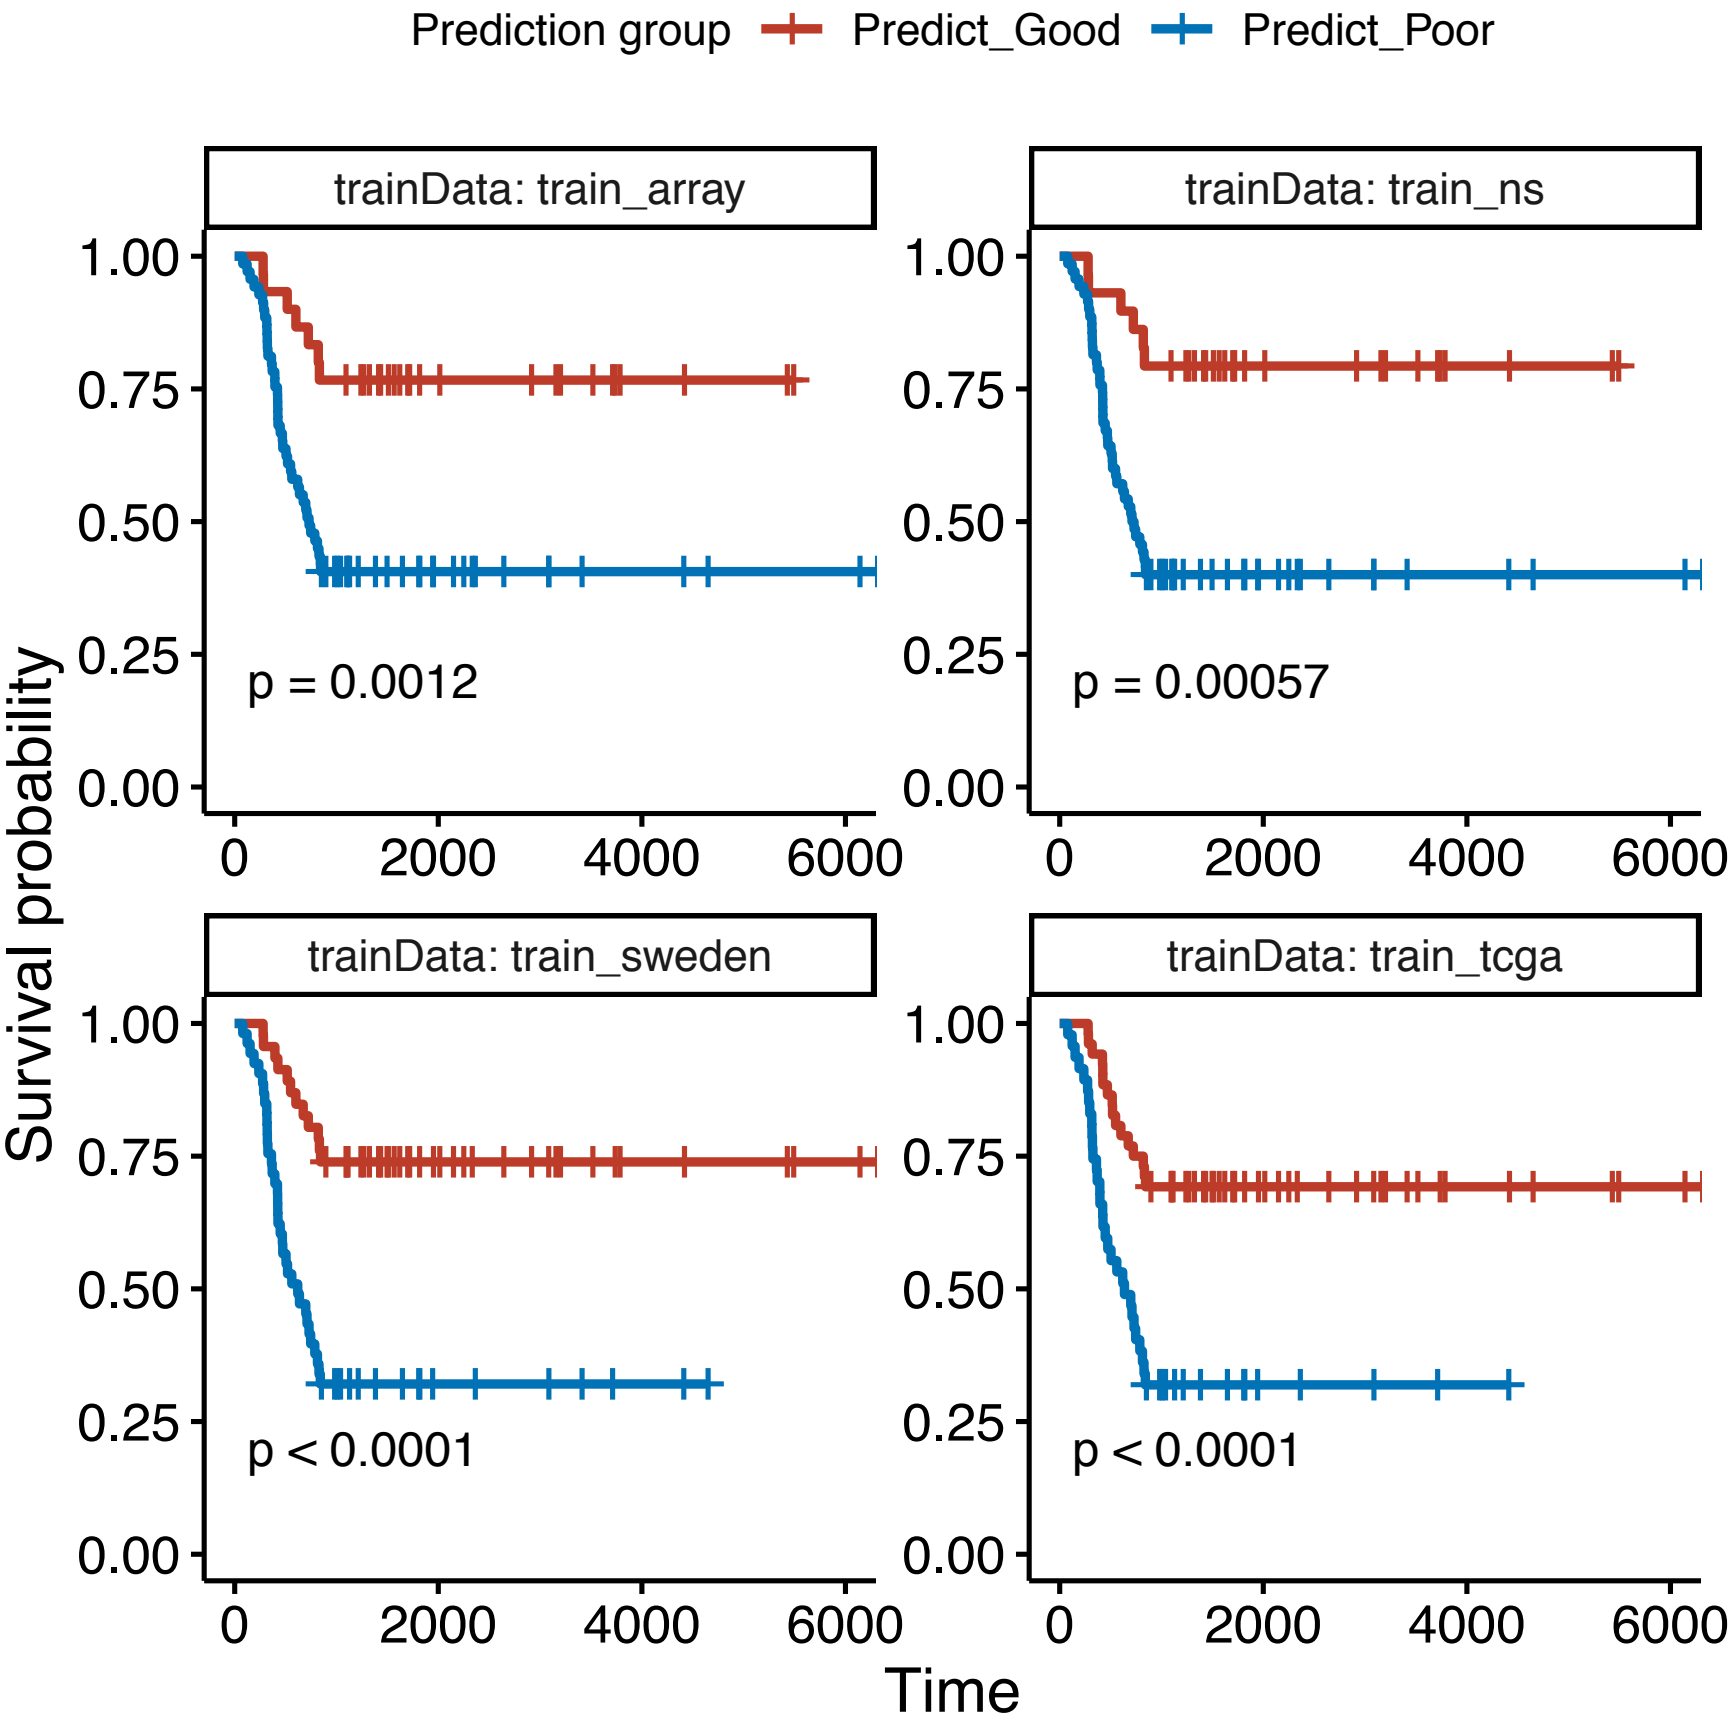 Prediction group Predict_Good Predict_Poor
trainData: train_array
1.00
0.75
0.50
0.25
0.00
p = 0.0012
0 2000 4000 6000
trainData: train_ns
1.00
0.75
0.50
0.25
0.00
p = 0.00057
0 2000 4000 6000
trainData: train_sweden
1.00
0.75
0.50
0.25
0.00
p < 0.0001
0 2000 4000 6000
trainData: train_tcga
1.00
0.75
0.50
0.25
0.00
p < 0.0001
0 2000 4000 6000
Survival probability
Time